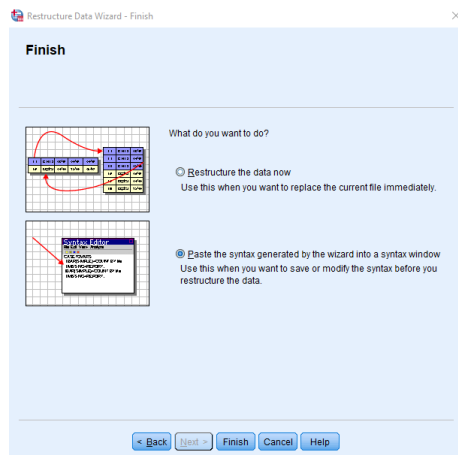 Restructure Data Wizard - Finish
Finish
What do you want to do?
Restructure the data now
Use this when you want to replace the current file immediately.
Syntax Editor
Paste the syntax generated by the wizard into a syntax window
Use this when you want to save or modify the syntax before you
restructure the data.
< Back Next > Finish Cancel Help